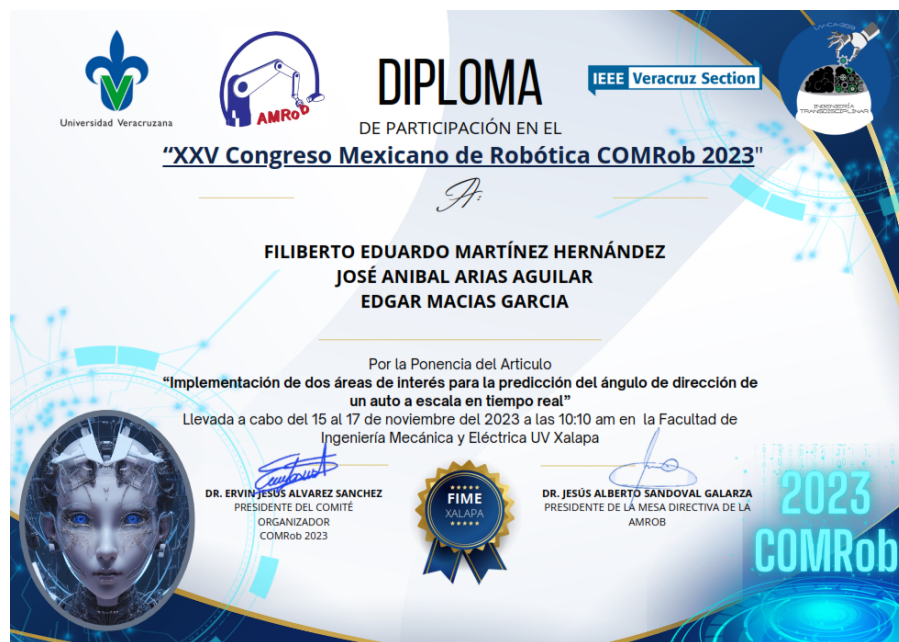 Universidad Veracruzana
AMRoB
DIPLOMA
IEEE Veracruz Section
UV-CA-309
INGENIERÍA
TRANSDISCIPLINAR
DE PARTICIPACIÓN EN EL
“XXV Congreso Mexicano de Robótica COMRob 2023"
A:
FILIBERTO EDUARDO MARTÍNEZ HERNÁNDEZ
JOSÉ ANIBAL ARIAS AGUILAR
EDGAR MACIAS GARCIA
Por la Ponencia del Articulo
“Implementación de dos áreas de interés para la predicción del ángulo de dirección de
un auto a escala en tiempo real”
Llevada a cabo del 15 al 17 de noviembre del 2023 a las 10:10 am en la Facultad de
Ingeniería Mecánica y Eléctrica UV Xalapa
DR. ERVIN JESUS ALVAREZ SANCHEZ
PRESIDENTE DEL COMITÉ
ORGANIZADOR
COMRob 2023
FIME
XALAPA
DR. JESÚS ALBERTO SANDOVAL GALARZA
PRESIDENTE DE LA MESA DIRECTIVA DE LA
AMROB
2023
COMRob